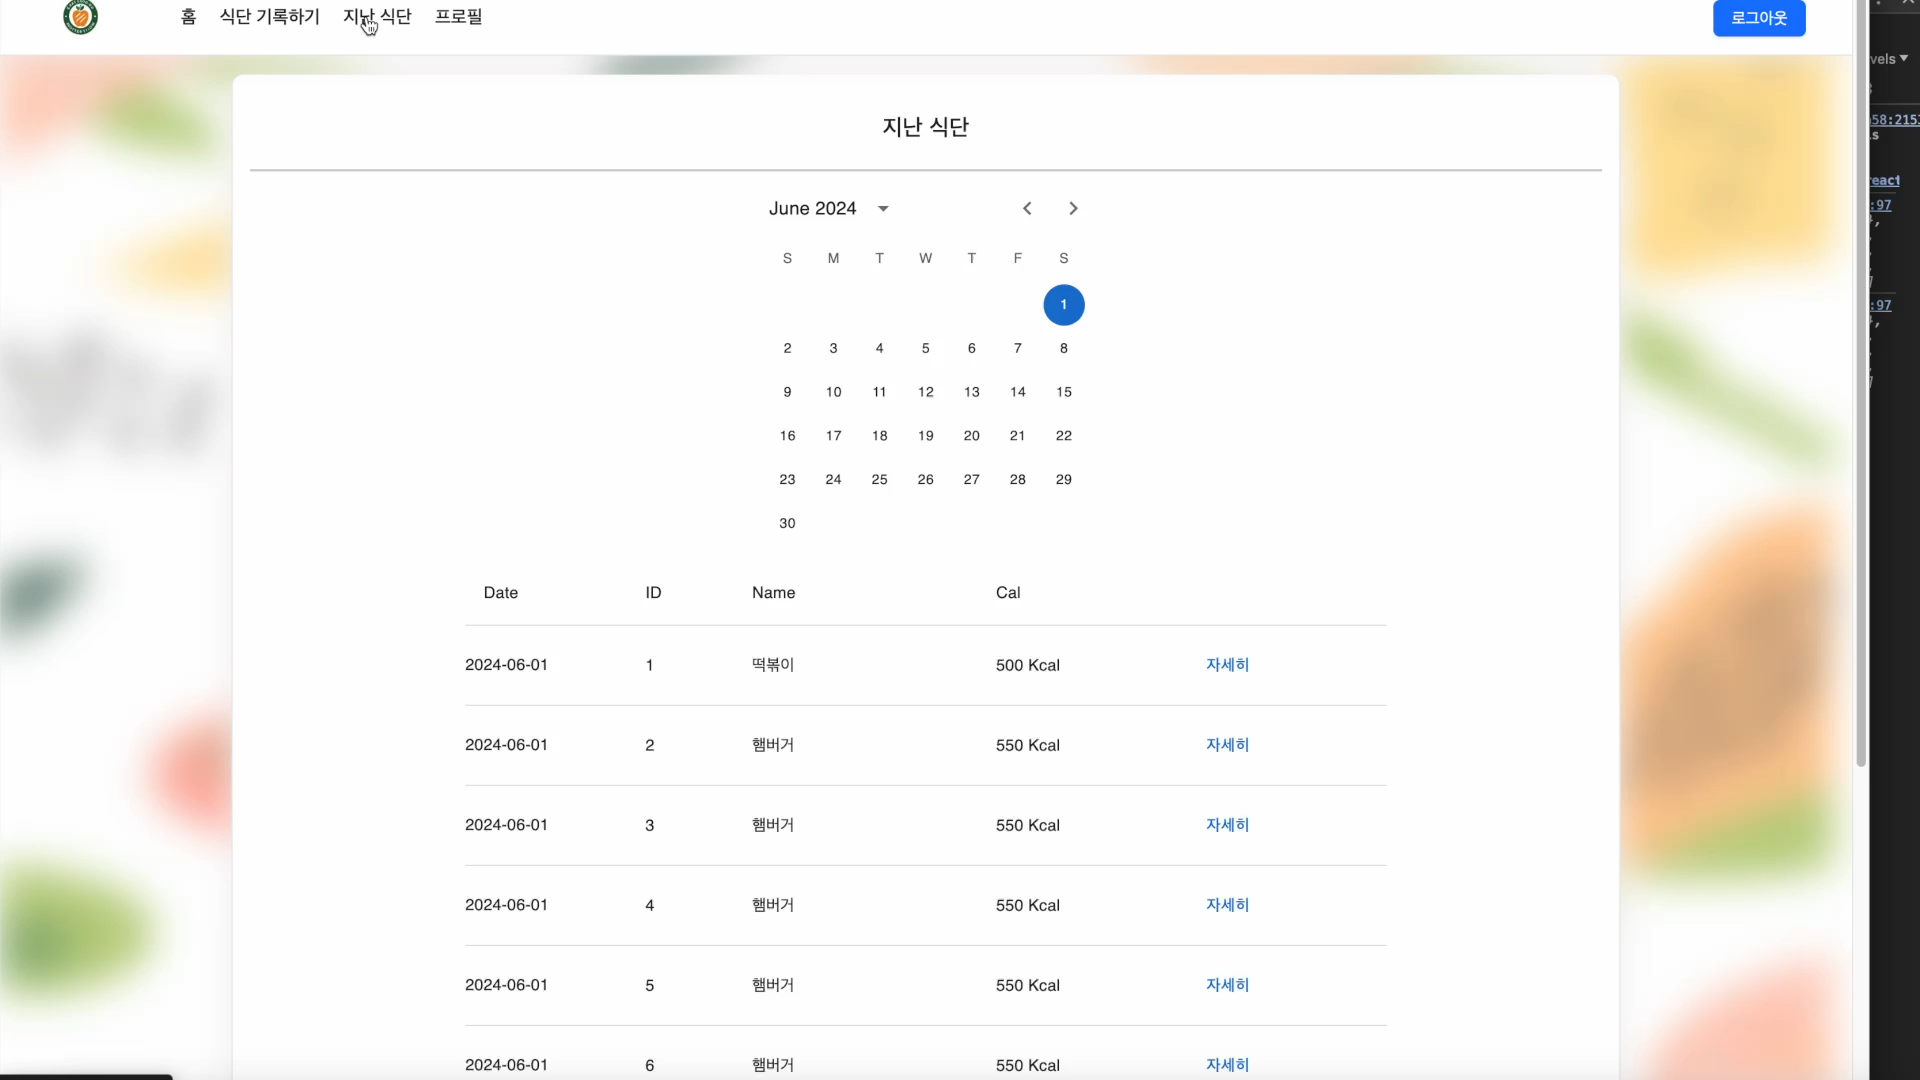 홈 식단 기록하기 지난 식단 프로필 로그아웃
지난 식단
June 2024
S M T W T F S
1
2 3 4 5 6 7 8
9 10 11 12 13 14 15
16 17 18 19 20 21 22
23 24 25 26 27 28 29
30
Date ID Name Cal
2024-06-01 1 떡볶이 500 Kcal 자세히
2024-06-01 2 햄버거 550 Kcal 자세히
2024-06-01 3 햄버거 550 Kcal 자세히
2024-06-01 4 햄버거 550 Kcal 자세히
2024-06-01 5 햄버거 550 Kcal 자세히
2024-06-01 6 햄버거 550 Kcal 자세히
vels
58:2153
s
react
:97
:97